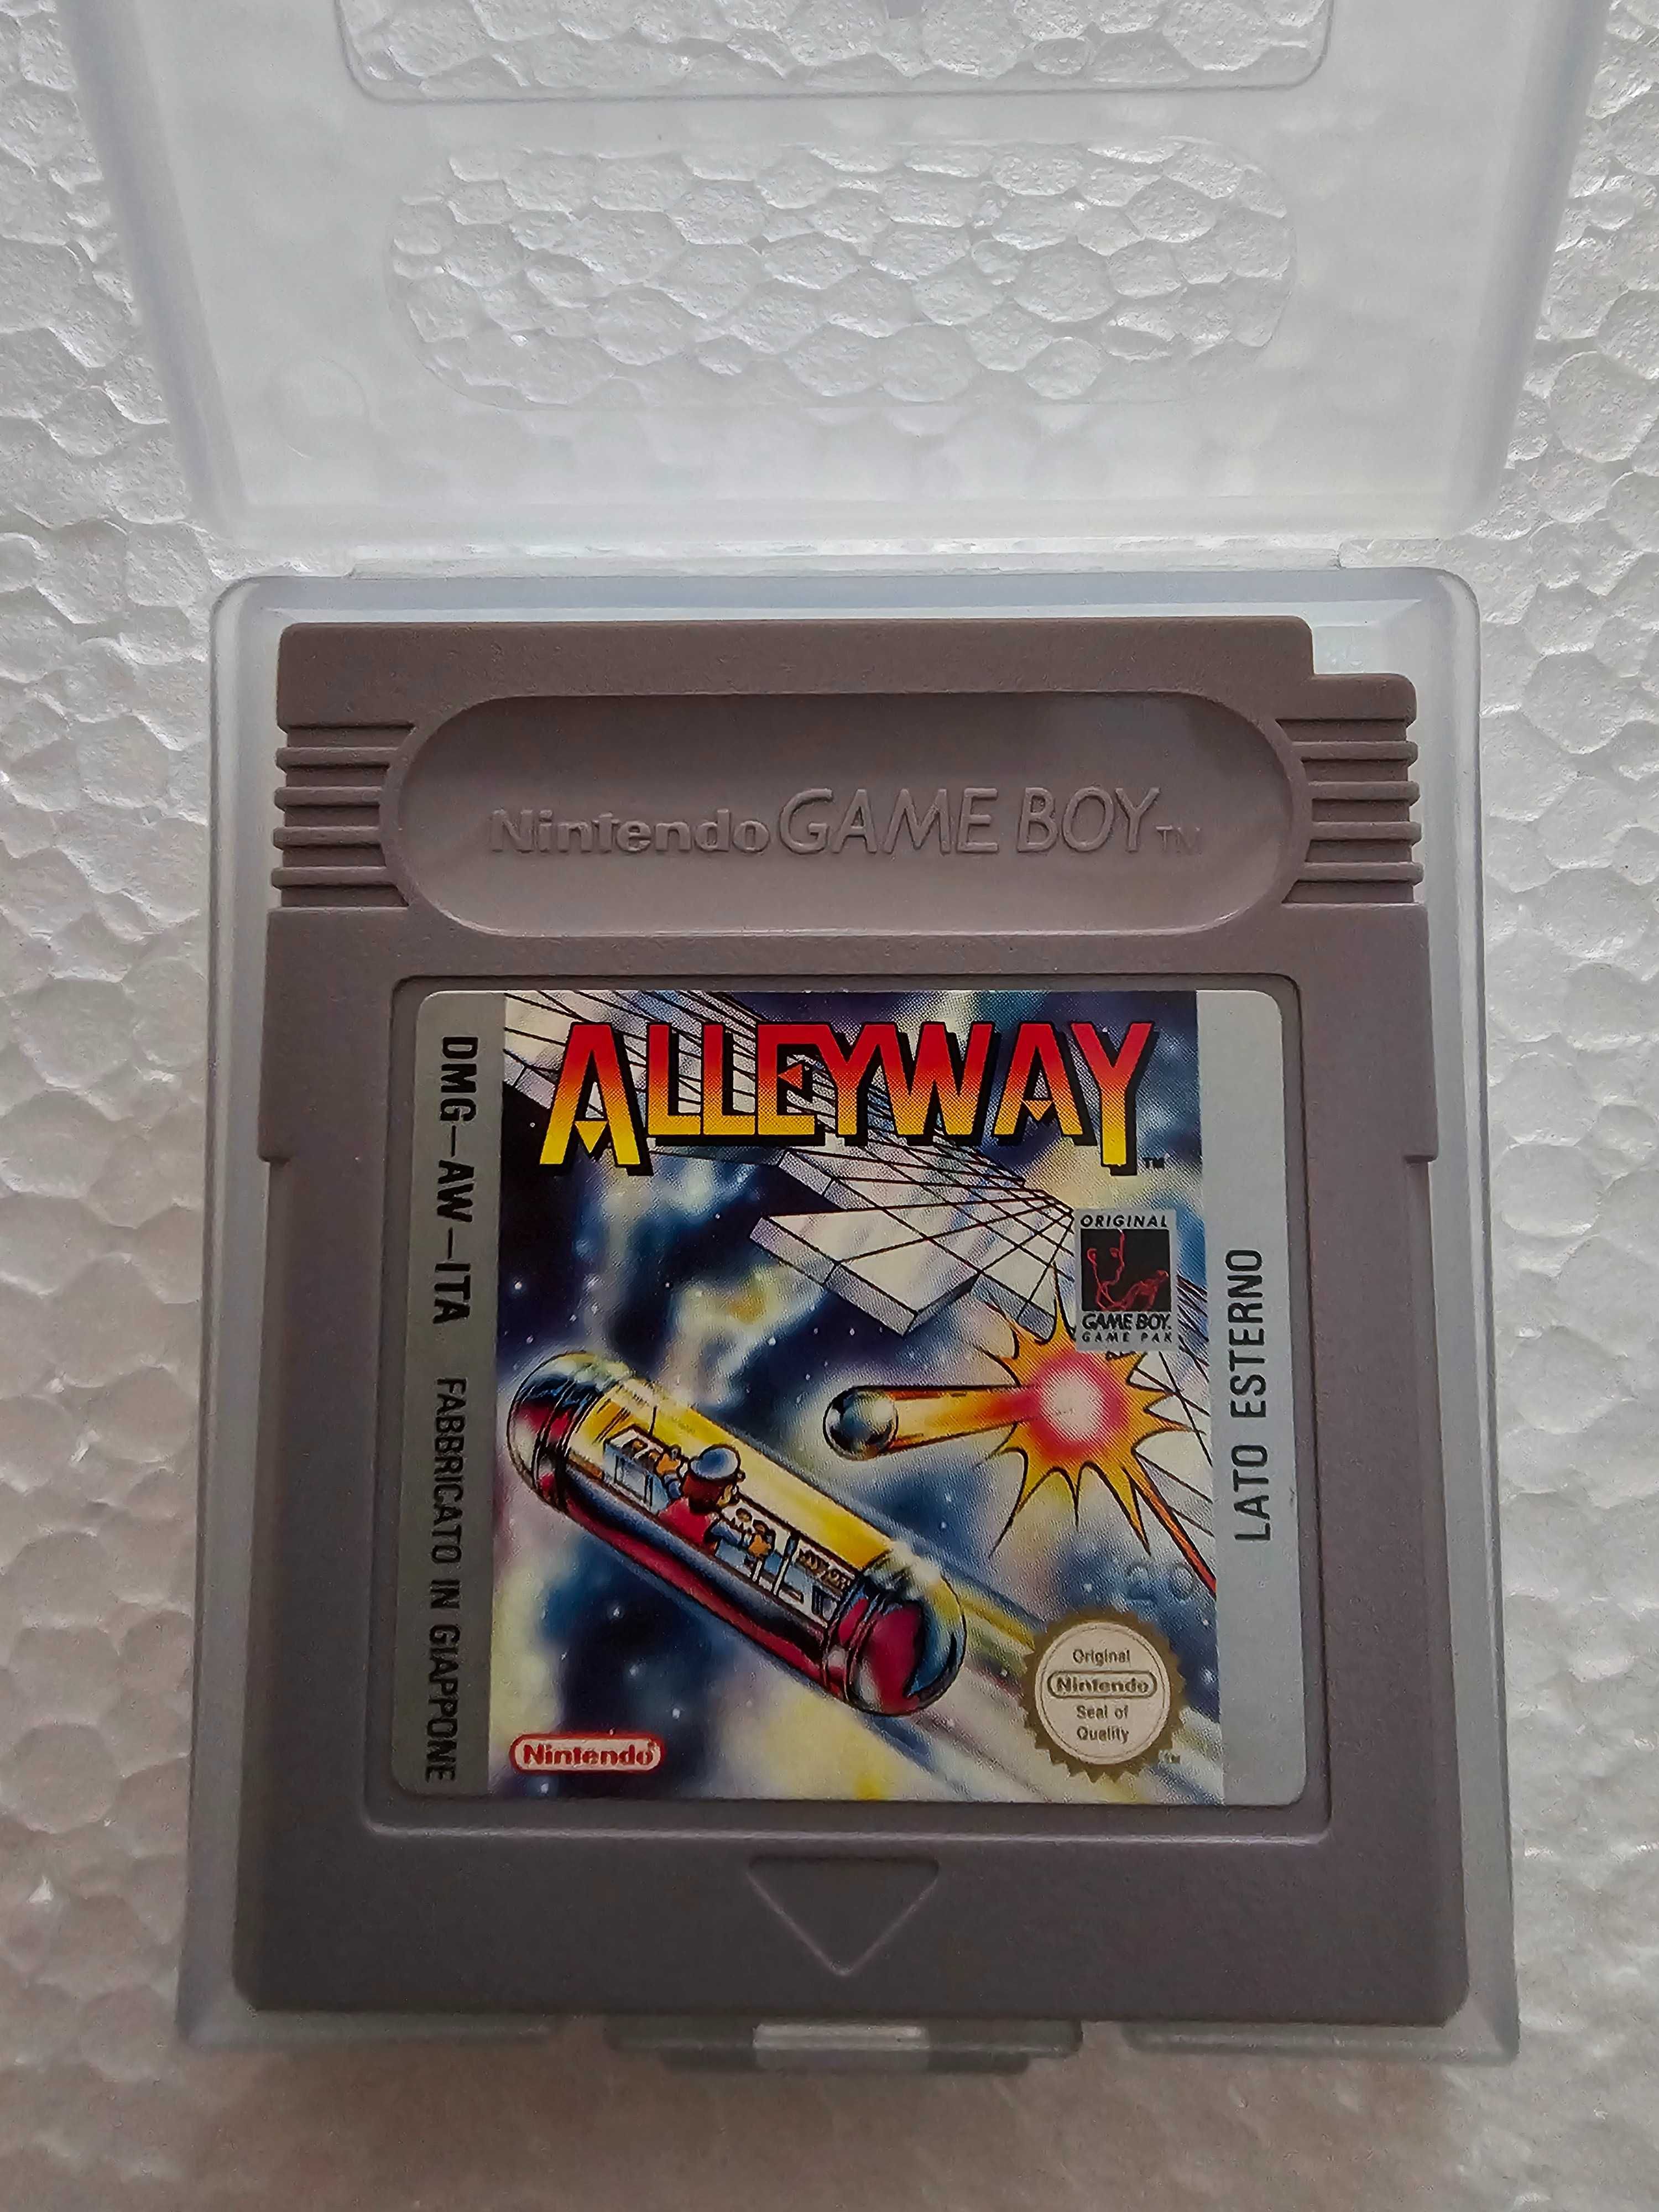 Nintendo GAME BOY TM
ALLEYWAY TM
DMG-AW-ITA FABBRICATO IN GIAPPONE
ORIGINAL
GAME BOY
GAME PAK
LATO ESTERNO
20
Original
Nintendo
Seal of
Quality
Nintendo